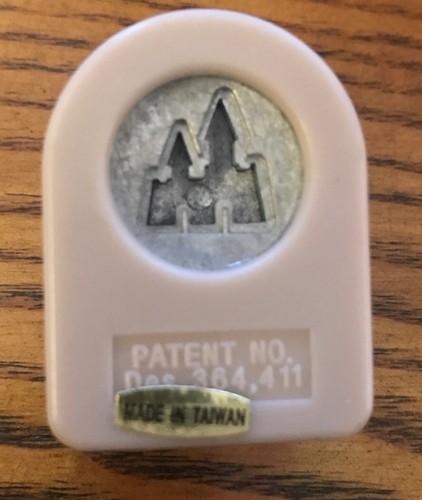 PATENT NO.
Des 364,411
MADE IN TAIWAN